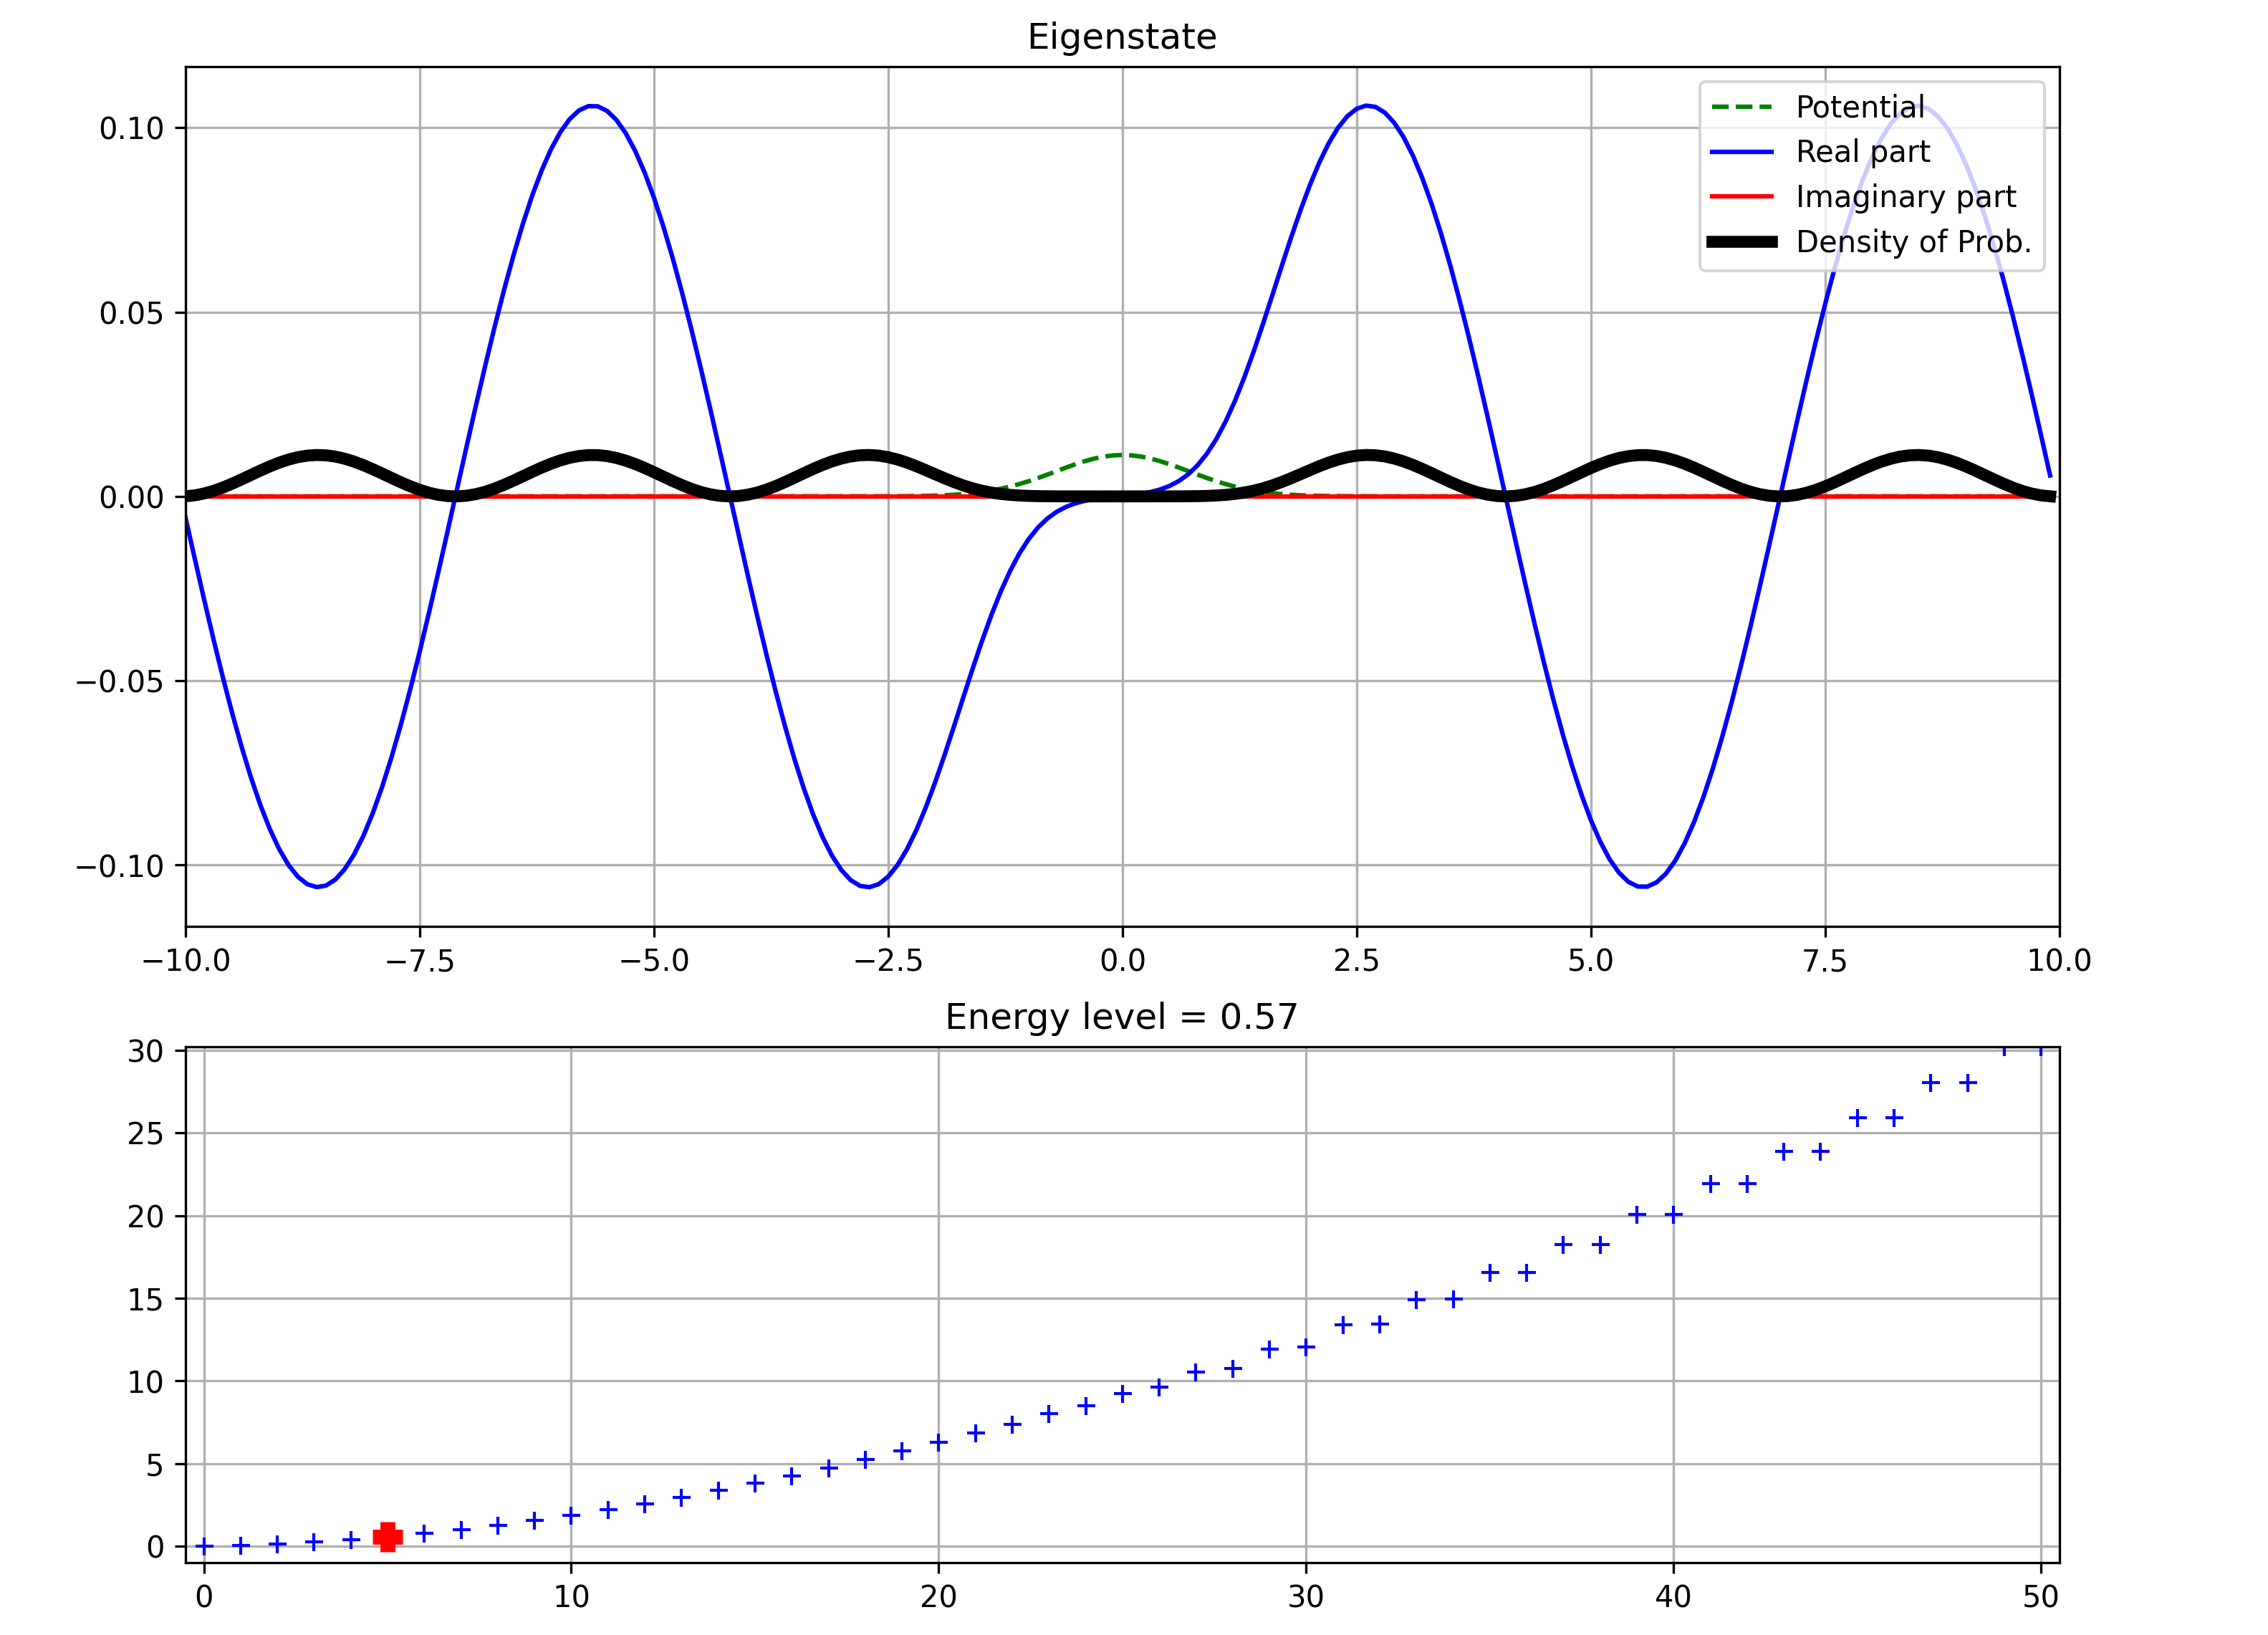 Eigenstate
Potential
Real part
Imaginary part
Density of Prob.
0.10
0.05
0.00
−0.05
−0.10
−10.0 −7.5 −5.0 −2.5 0.0 2.5 5.0 7.5 10.0
Energy level = 0.57
30
25
20
15
10
5
0
0 10 20 30 40 50